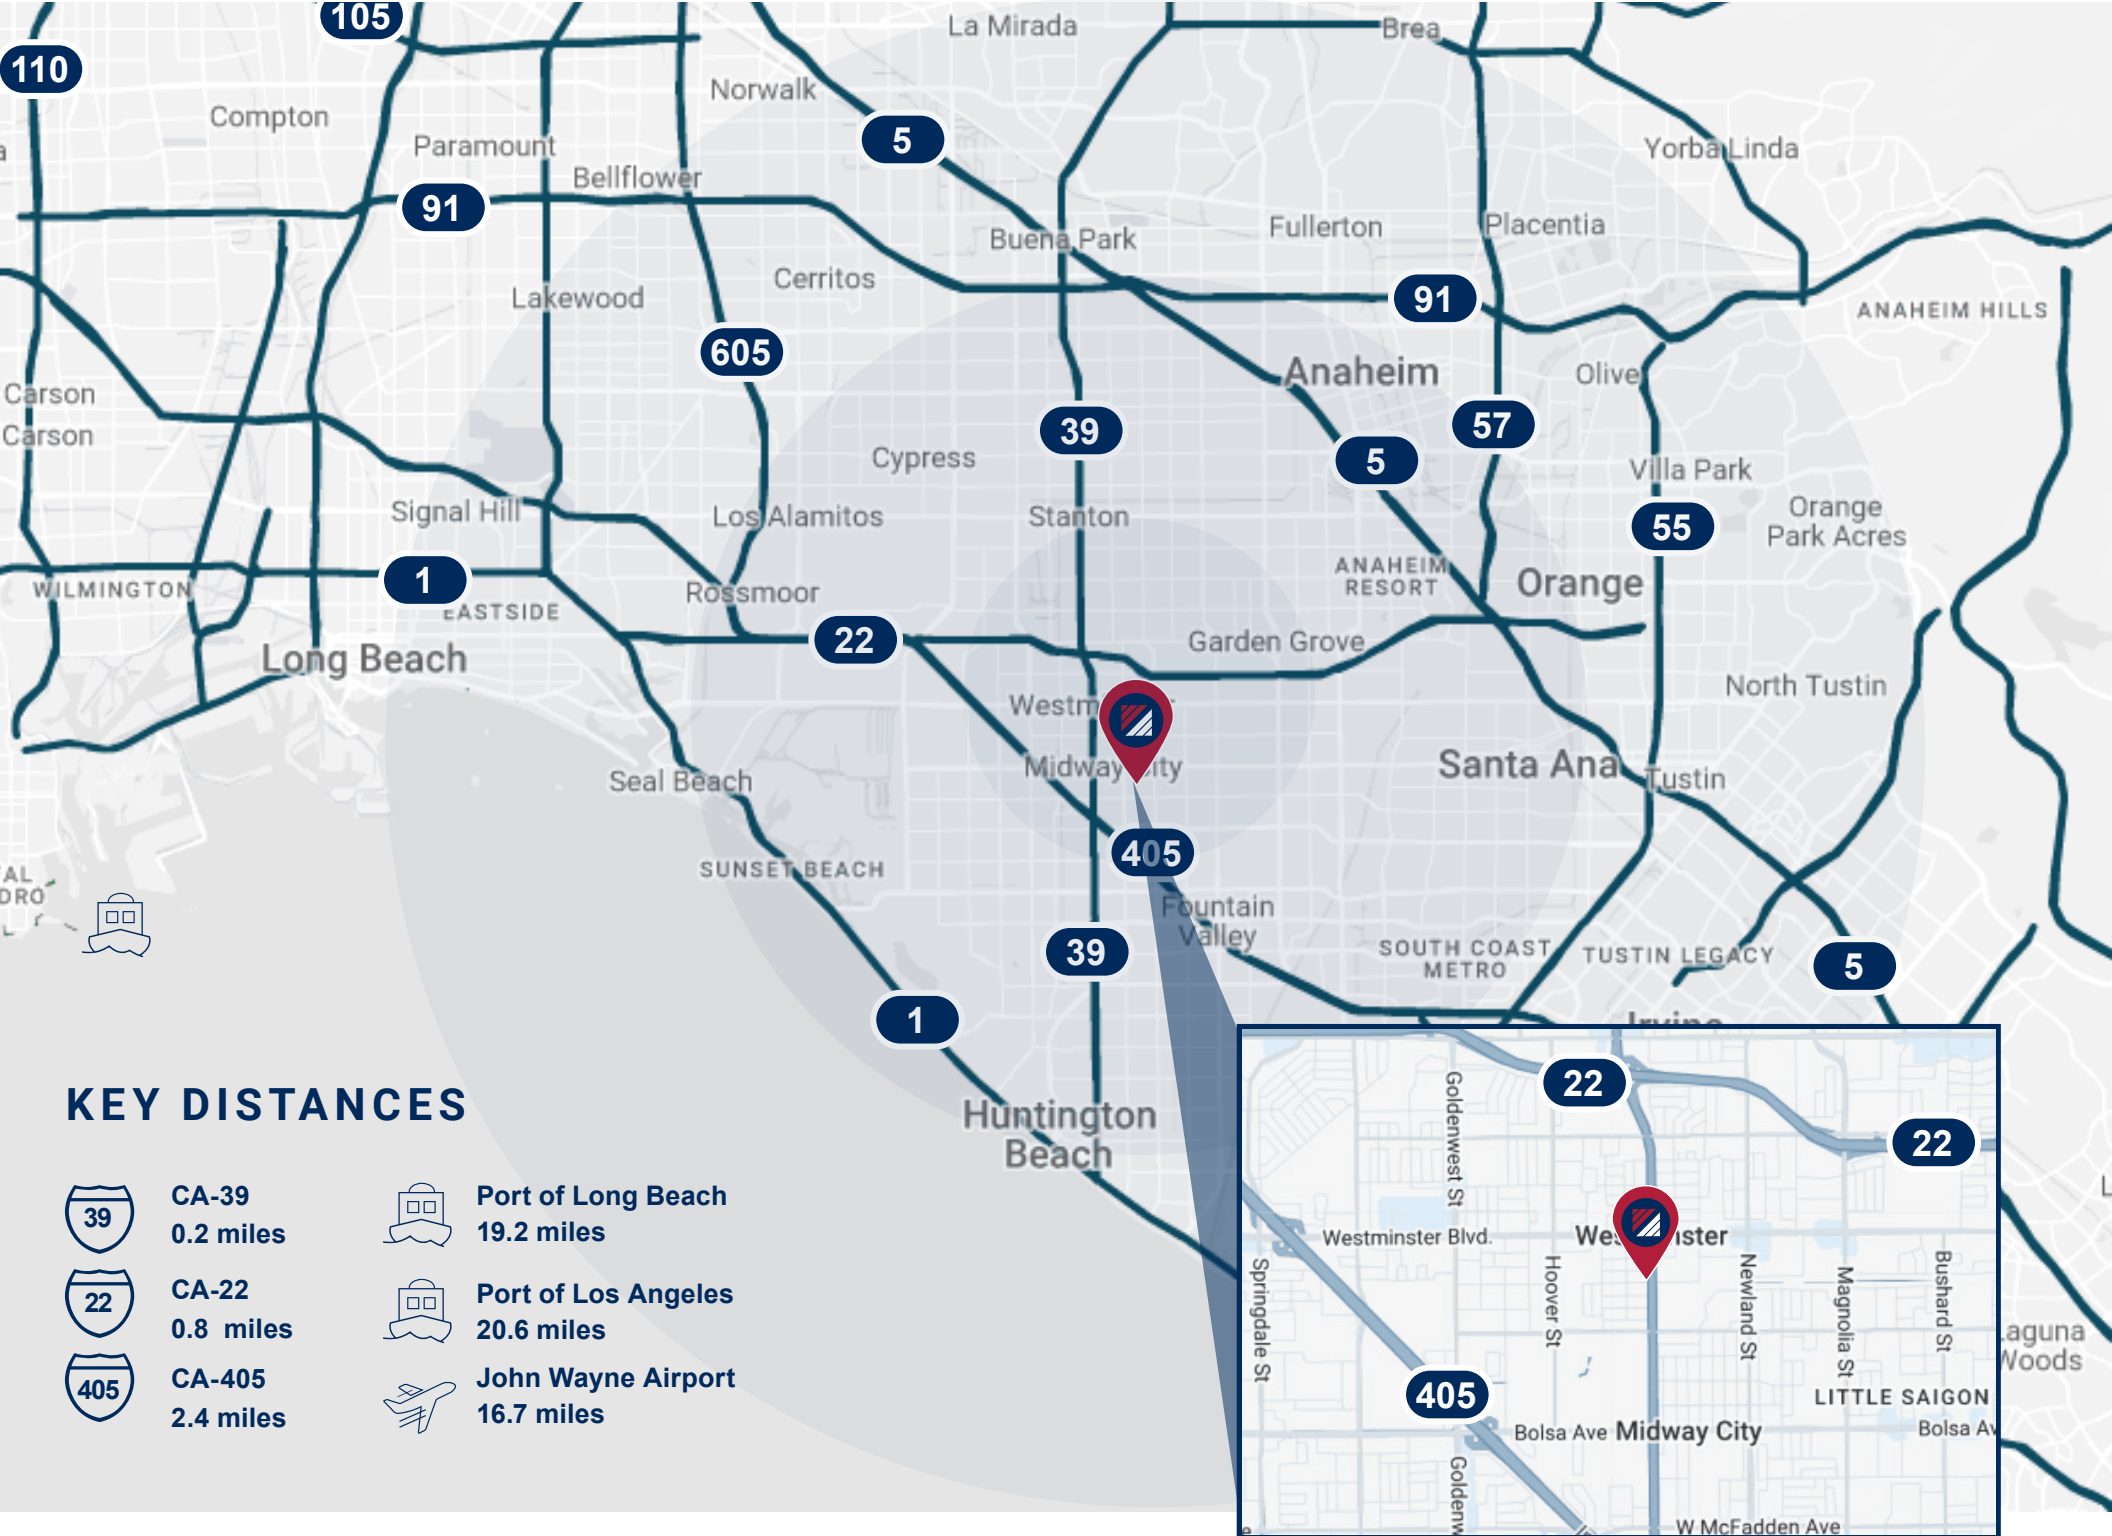 105
110
La Mirada
Brea
Norwalk
Compton
5
Paramount
Yorba Linda
Bellflower
91
Fullerton
Placentia
Buena Park
Cerritos
Lakewood
91
ANAHEIM HILLS
605
Anaheim
Olive
Carson
39
57
Carson
Cypress
5
Villa Park
Signal Hill
Los Alamitos
Stanton
55
Orange
Park Acres
ANAHEIM
RESORT
1
Orange
WILMINGTON
Rossmoor
EASTSIDE
22
Garden Grove
Long Beach
North Tustin
Midway City
Santa Ana
Tustin
Seal Beach
405
SUNSET BEACH
Fountain
Valley
39
SOUTH COAST
METRO
TUSTIN LEGACY
5
1
Irvine
Huntington
Beach
KEY DISTANCES
39
CA-39
0.2 miles
22
CA-22
0.8 miles
405
CA-405
2.4 miles
Port of Long Beach
19.2 miles
Port of Los Angeles
20.6 miles
John Wayne Airport
16.7 miles
22
22
Goldenwest St
Westminster Blvd.
Springdale St
Hoover St
Newland St
Magnolia St
Bushard St
405
LITTLE SAIGON
Bolsa Ave
Midway City
Bolsa Av
Goldenw
W McFadden Ave
aguna
Woods